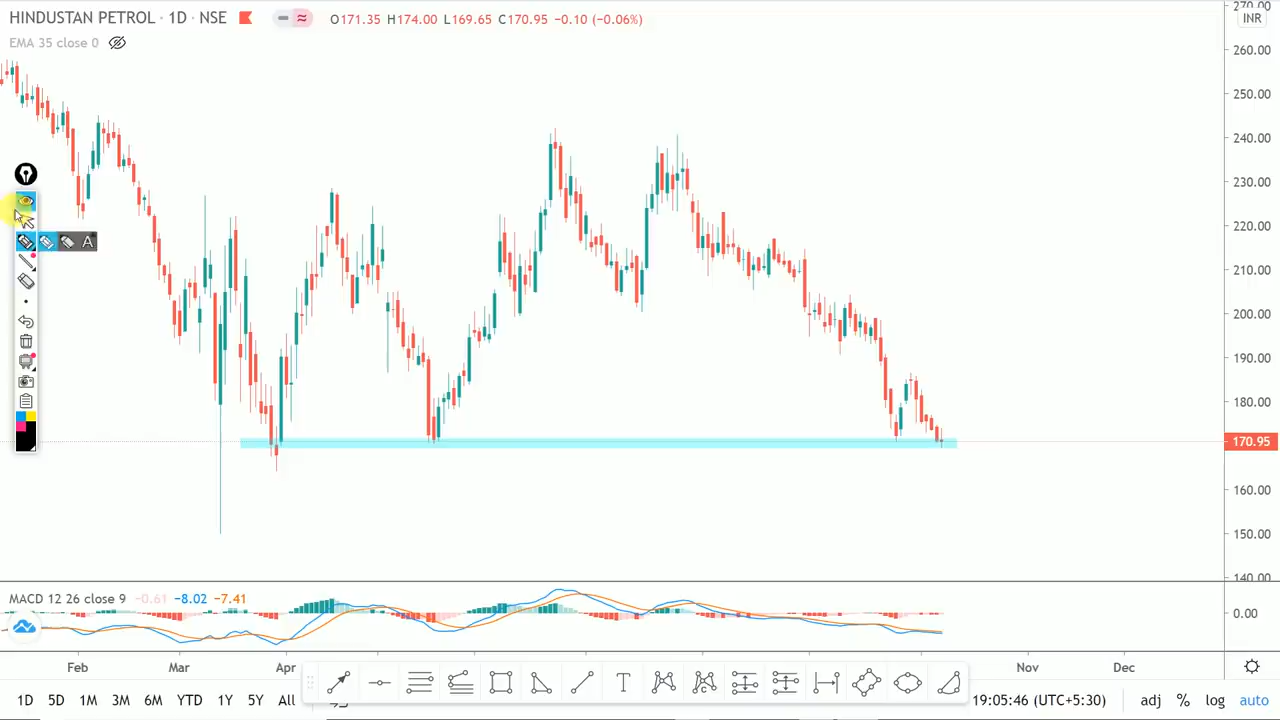 HINDUSTAN PETROL · 1D · NSE O171.35 H174.00 L169.65 C170.95 −0.10 (−0.06%)
EMA 35 close 0
INR
270.00
260.00
250.00
240.00
230.00
220.00
210.00
200.00
190.00
180.00
170.95
160.00
150.00
140.00
A
MACD 12 26 close 9 −0.61 −8.02 −7.41
0.00
Feb Mar Apr Nov Dec
T
1D 5D 1M 3M 6M YTD 1Y 5Y All 19:05:46 (UTC+5:30) adj % log auto